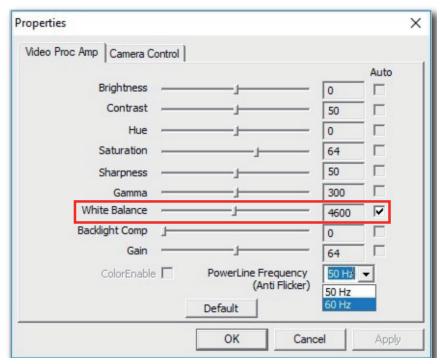 Properties
Video Proc Amp Camera Control
Auto
Brightness 0
Contrast 50
Hue 0
Saturation 64
Sharpness 50
Gamma 300
White Balance 4600
Backlight Comp 0
Gain 64
ColorEnable PowerLine Frequency 50 Hz
(Anti Flicker) 50 Hz
60 Hz
Default
OK Cancel Apply